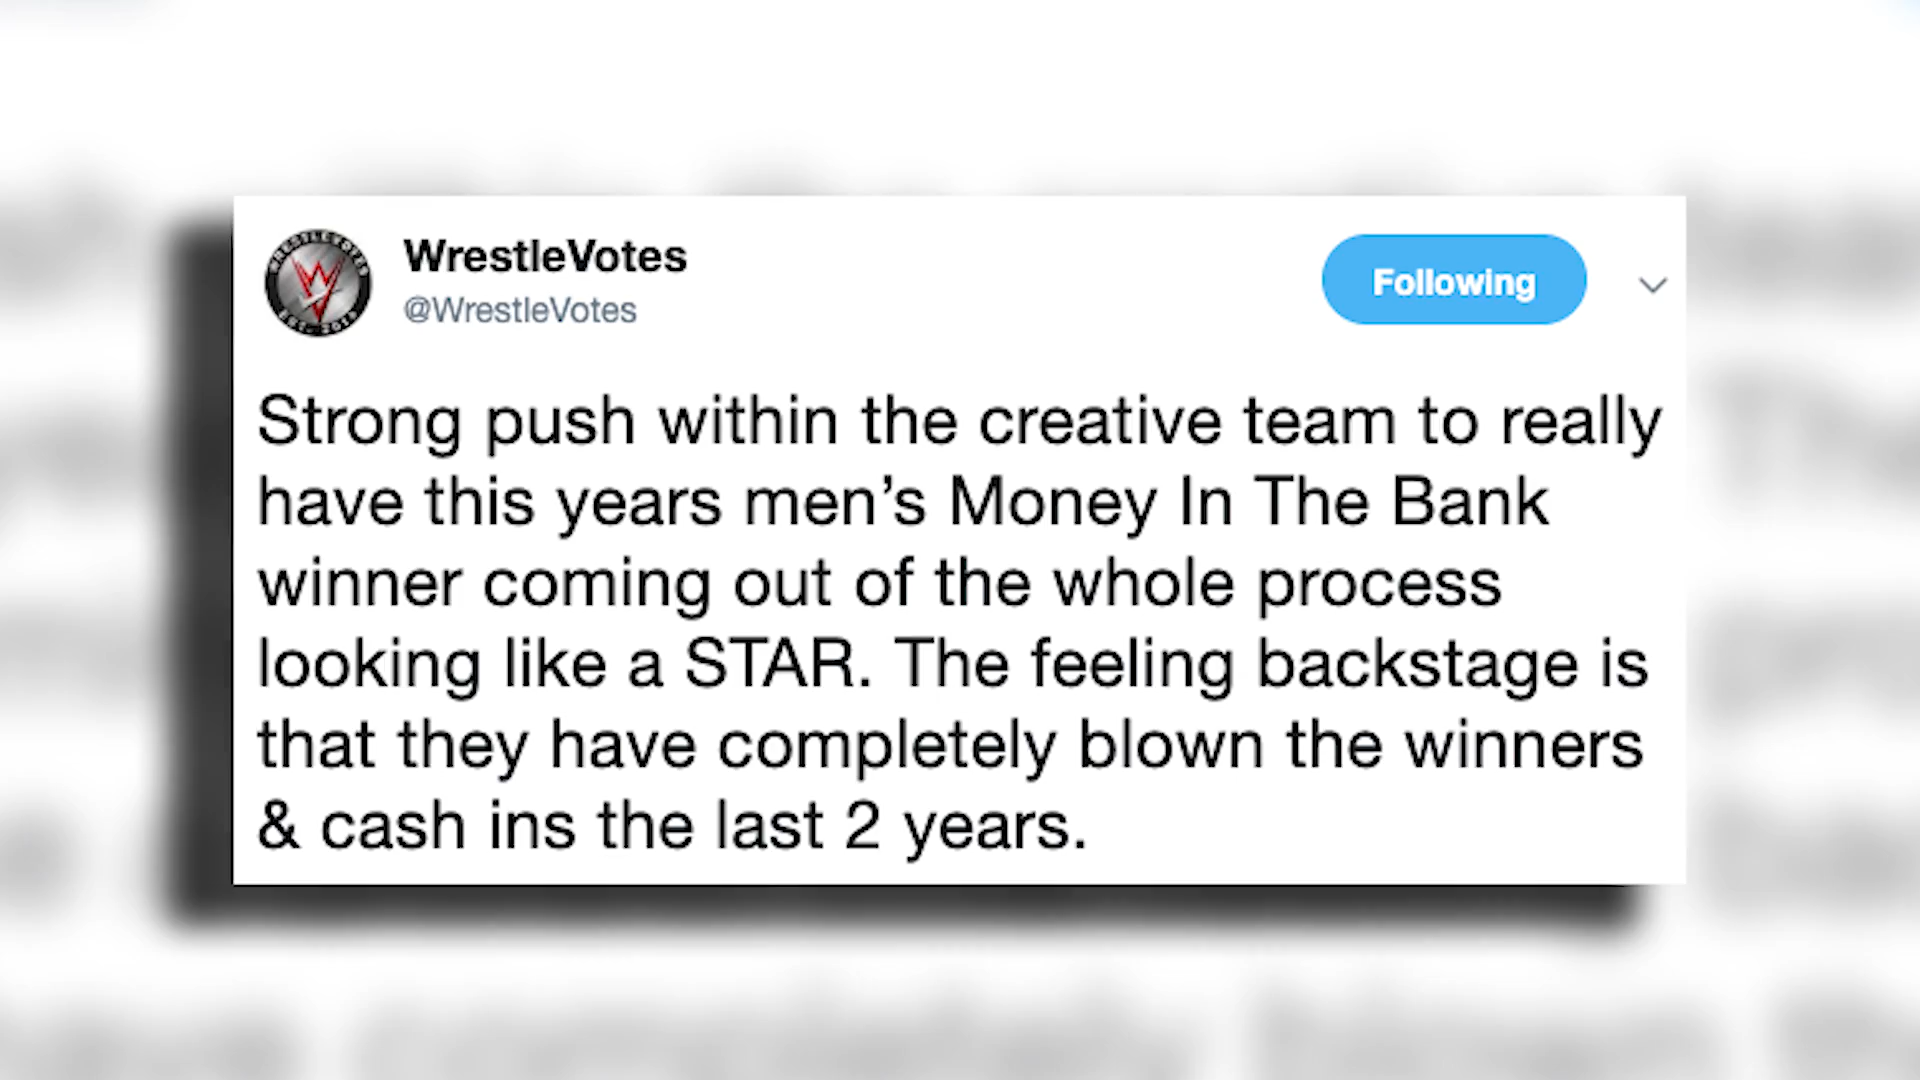 WrestleVotes
@WrestleVotes
Following
Strong push within the creative team to really
have this years men’s Money In The Bank
winner coming out of the whole process
looking like a STAR. The feeling backstage is
that they have completely blown the winners
& cash ins the last 2 years.